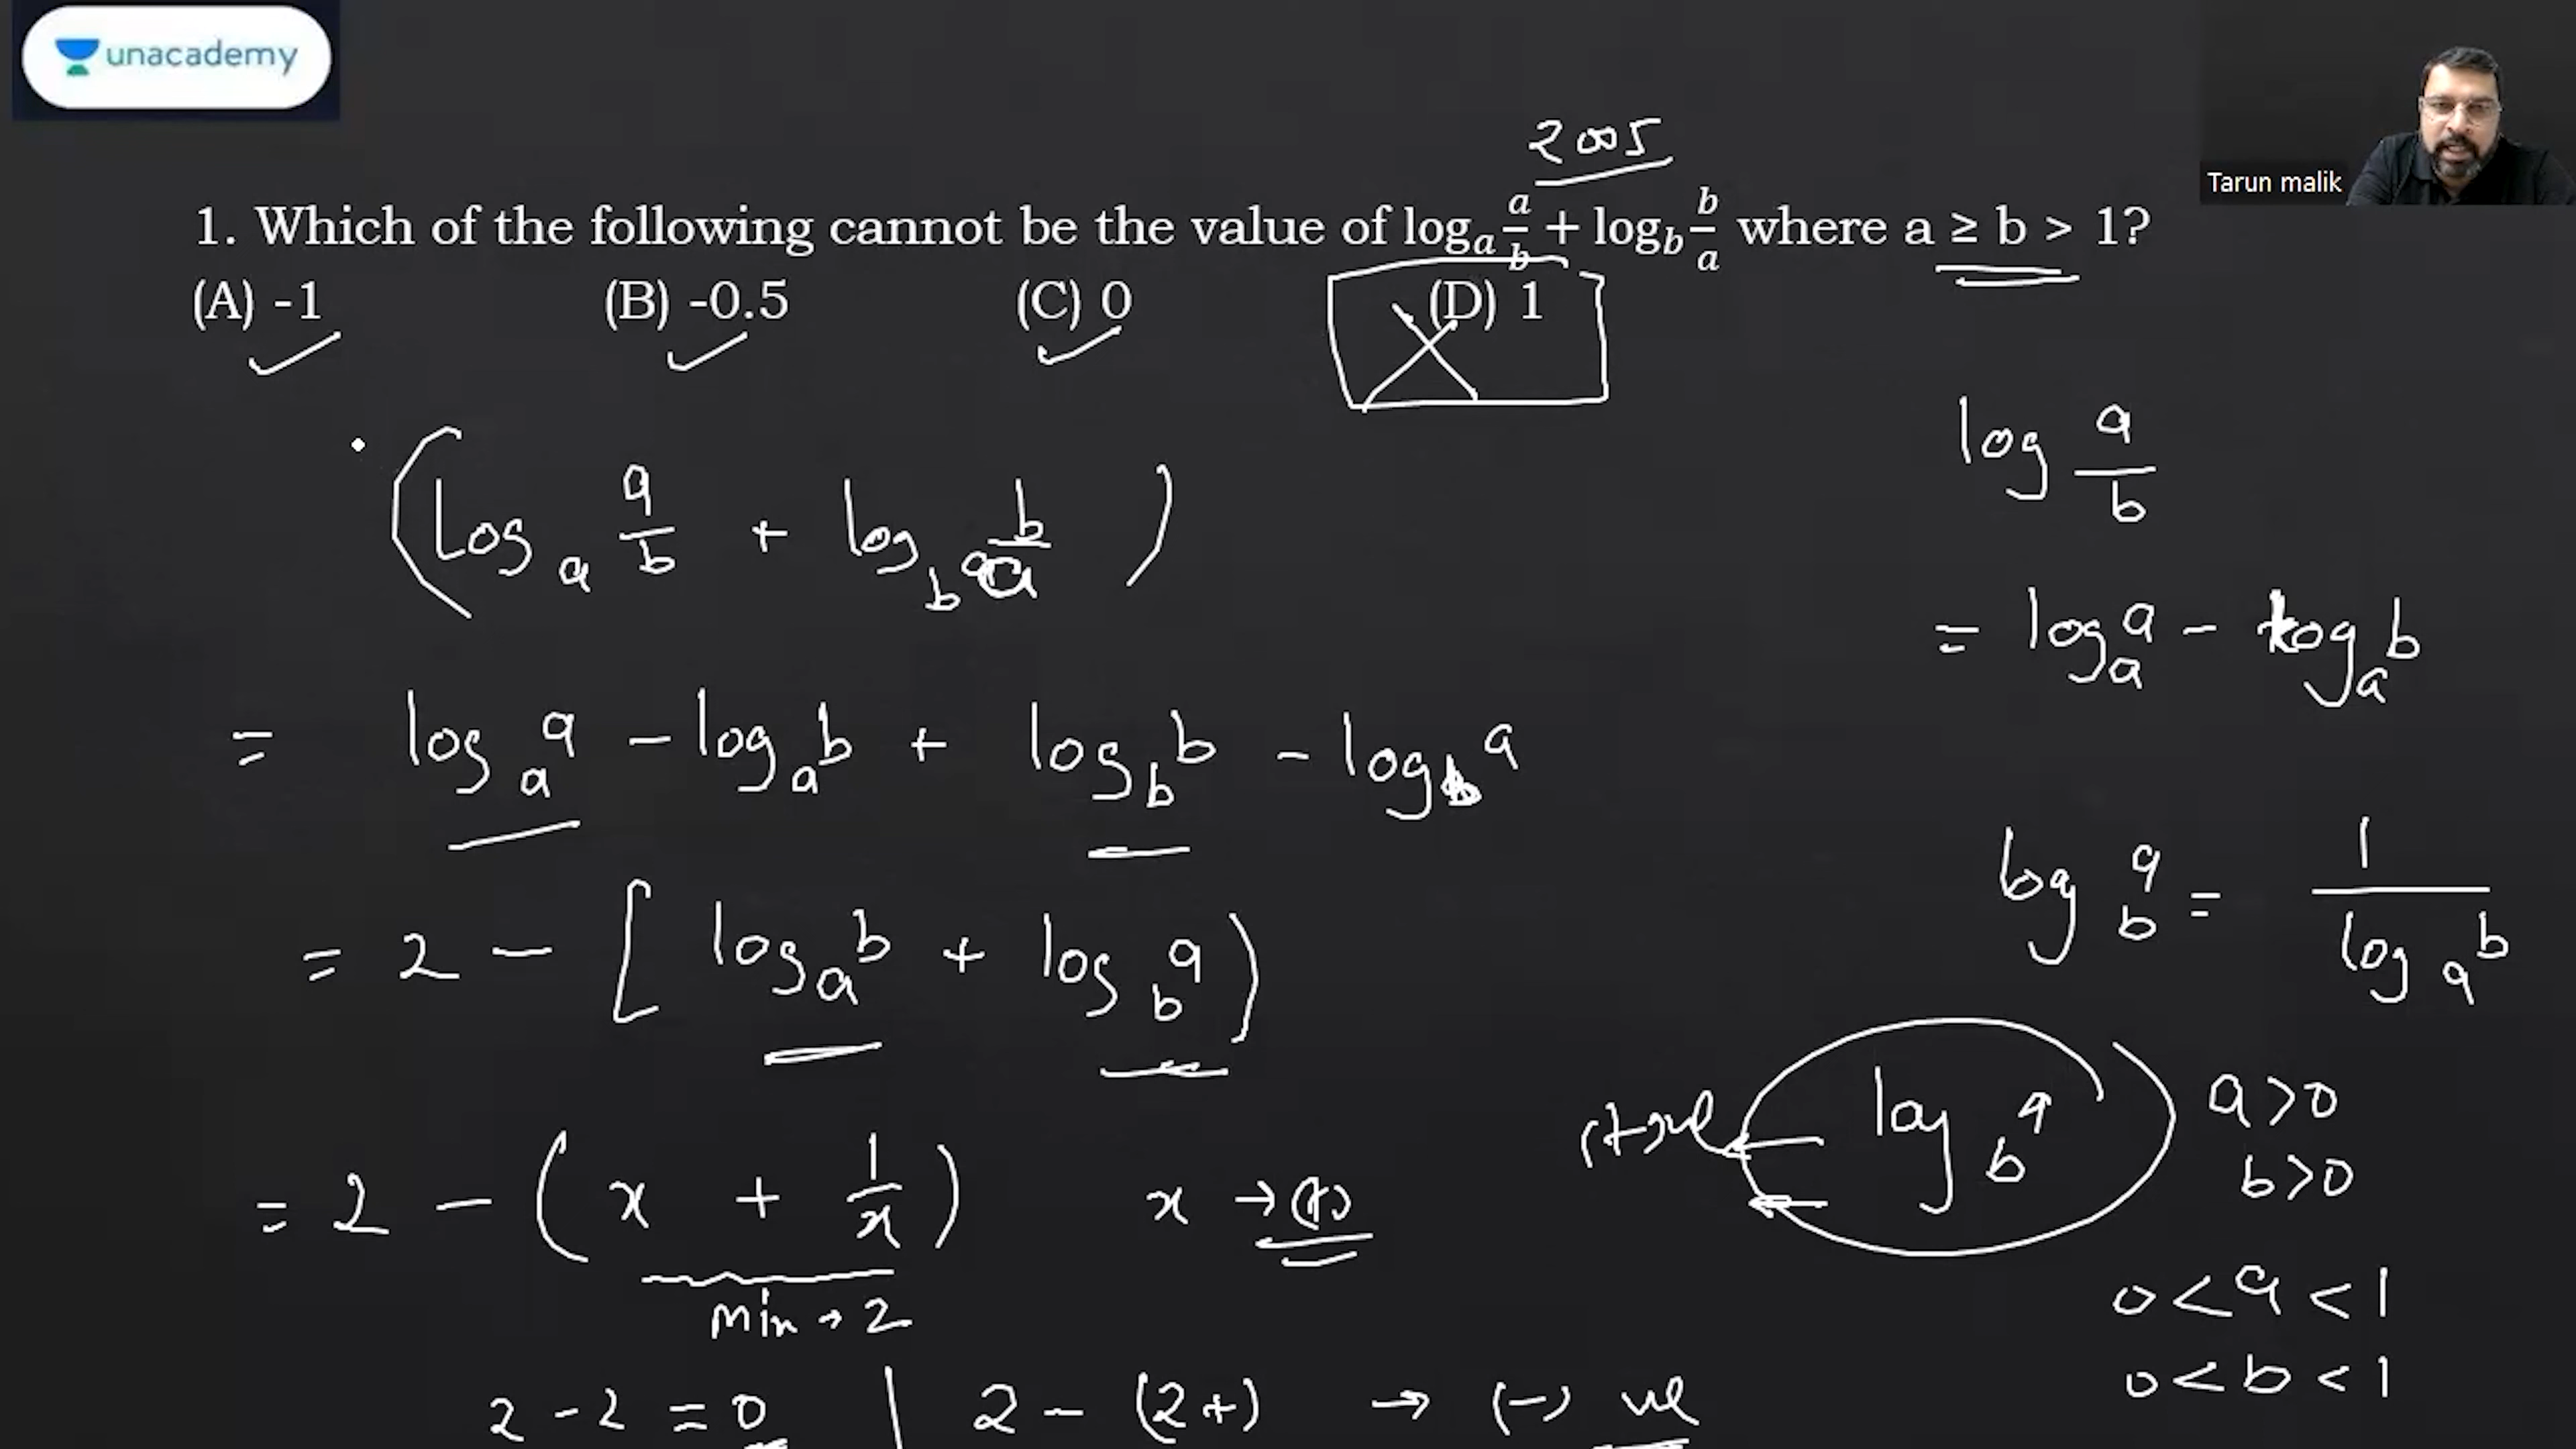 unacademy
Tarun malik
2005
1. Which of the following cannot be the value of logₐ a/b + log_b b/a where a ≥ b > 1?
(A) -1 (B) -0.5 (C) 0 (D) 1
(log_a a/b + log_b b/a)
= log_a a - log_a b + log_b b - log_b a
= 2 - [log_a b + log_b a)
= 2 - (x + 1/x) x → (+)
min → 2
2 - 2 = 0 | 2 - (2+) → (-) ve
log a/b
= log_a a - log_a b
log_b a = 1/log_a b
(+)ve ← log_b a) a>0
b>0
0 < a < 1
0 < b < 1